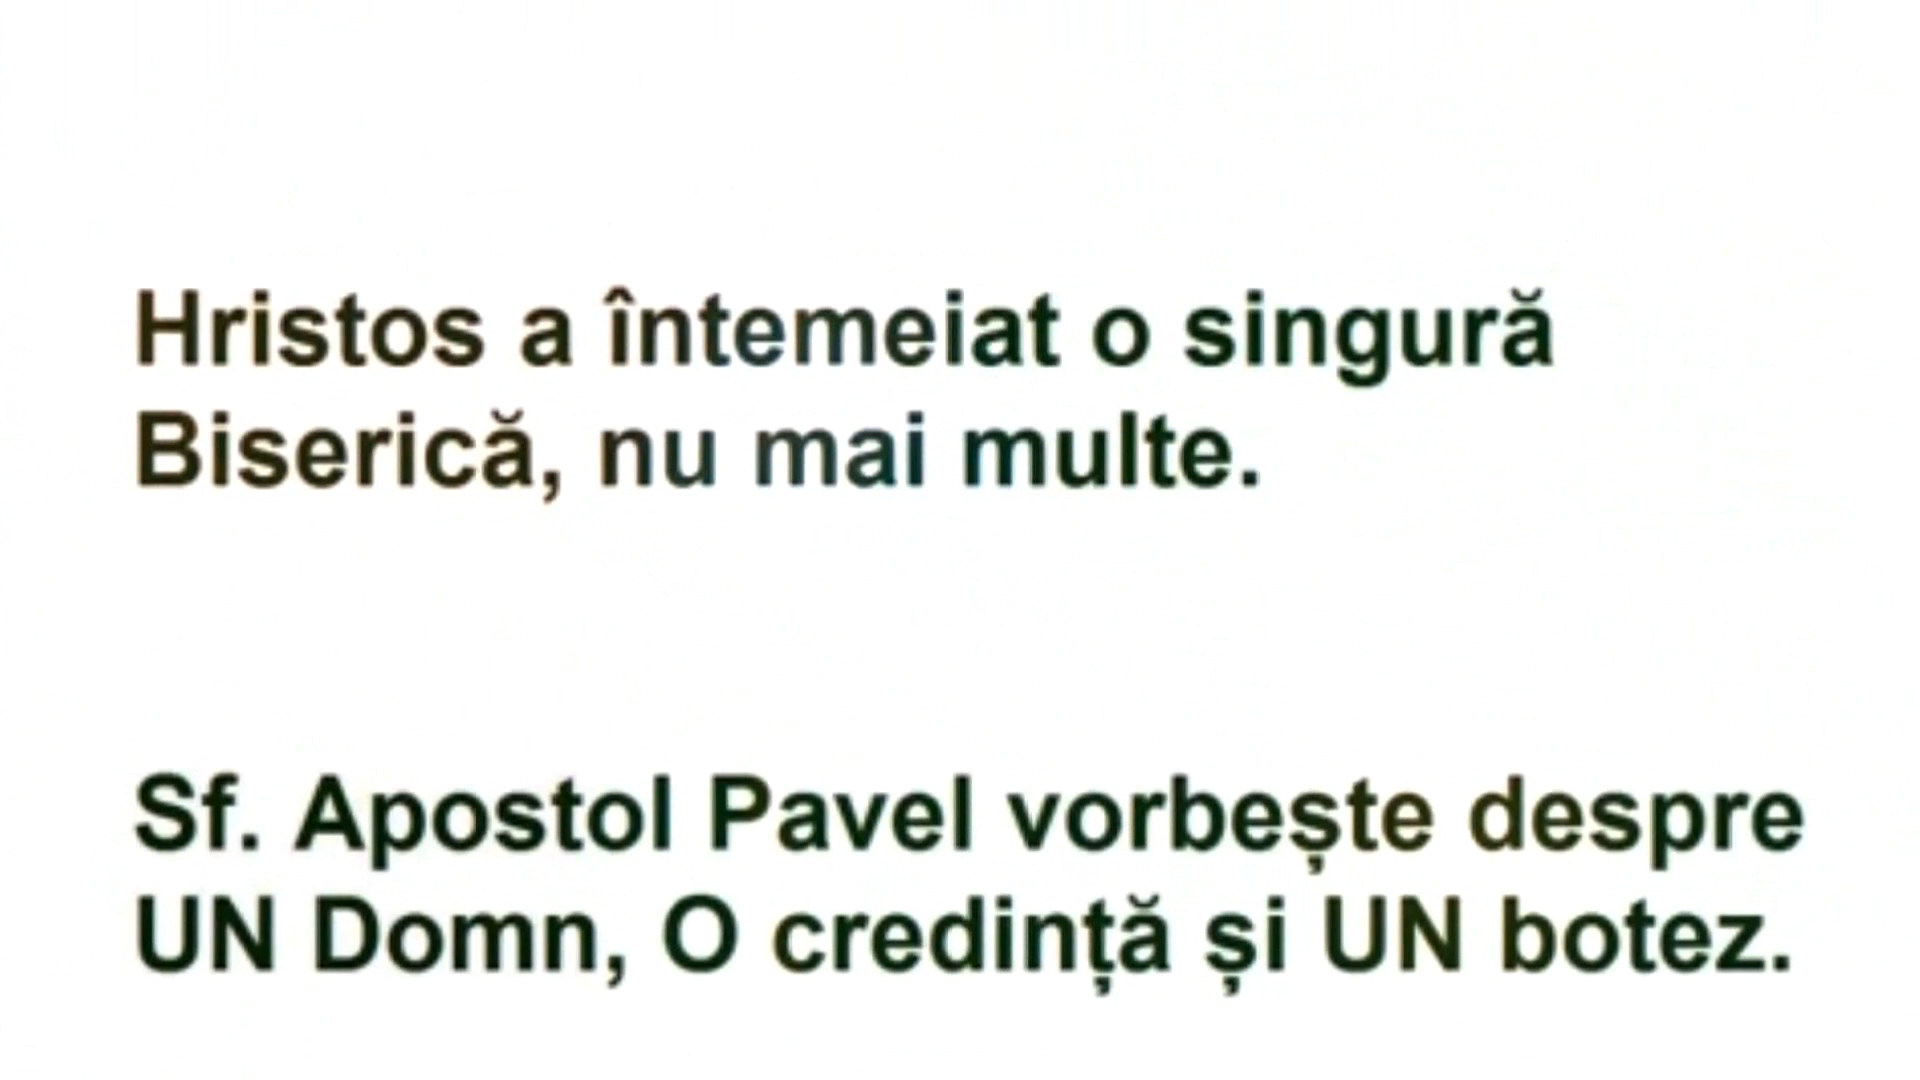 Hristos a întemeiat o singură
Biserică, nu mai multe.
Sf. Apostol Pavel vorbește despre
UN Domn, O credință și UN botez.